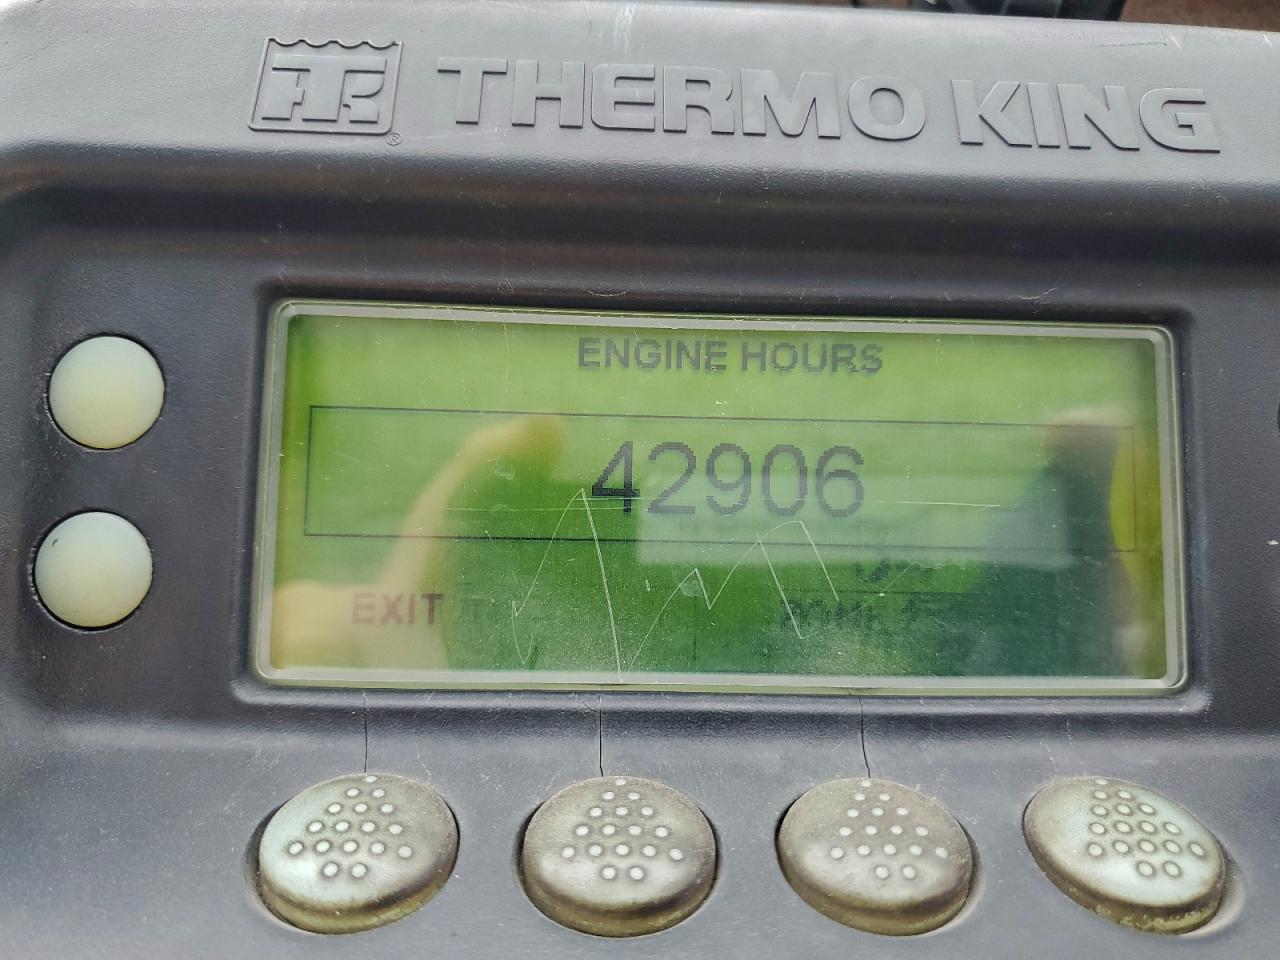 THERMO KING
ENGINE HOURS
42906
EXIT